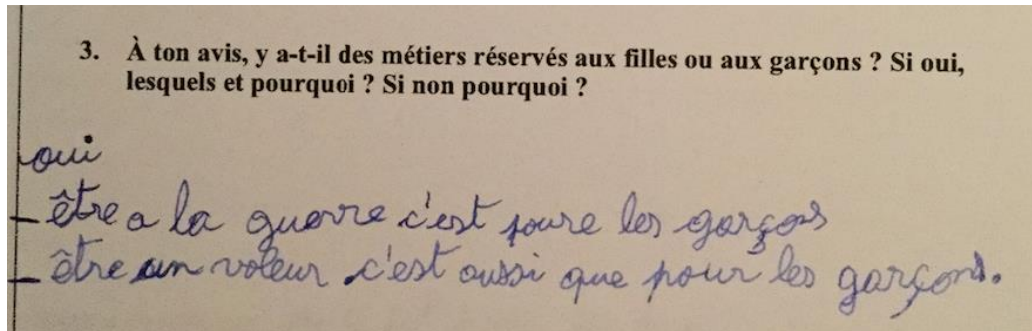 3. À ton avis, y a-t-il des métiers réservés aux filles ou aux garçons ? Si oui,
lesquels et pourquoi ? Si non pourquoi ?
oui
- être a la guerre c'est poure les garçons
- être un voleur c'est aussi que pour les garçons.